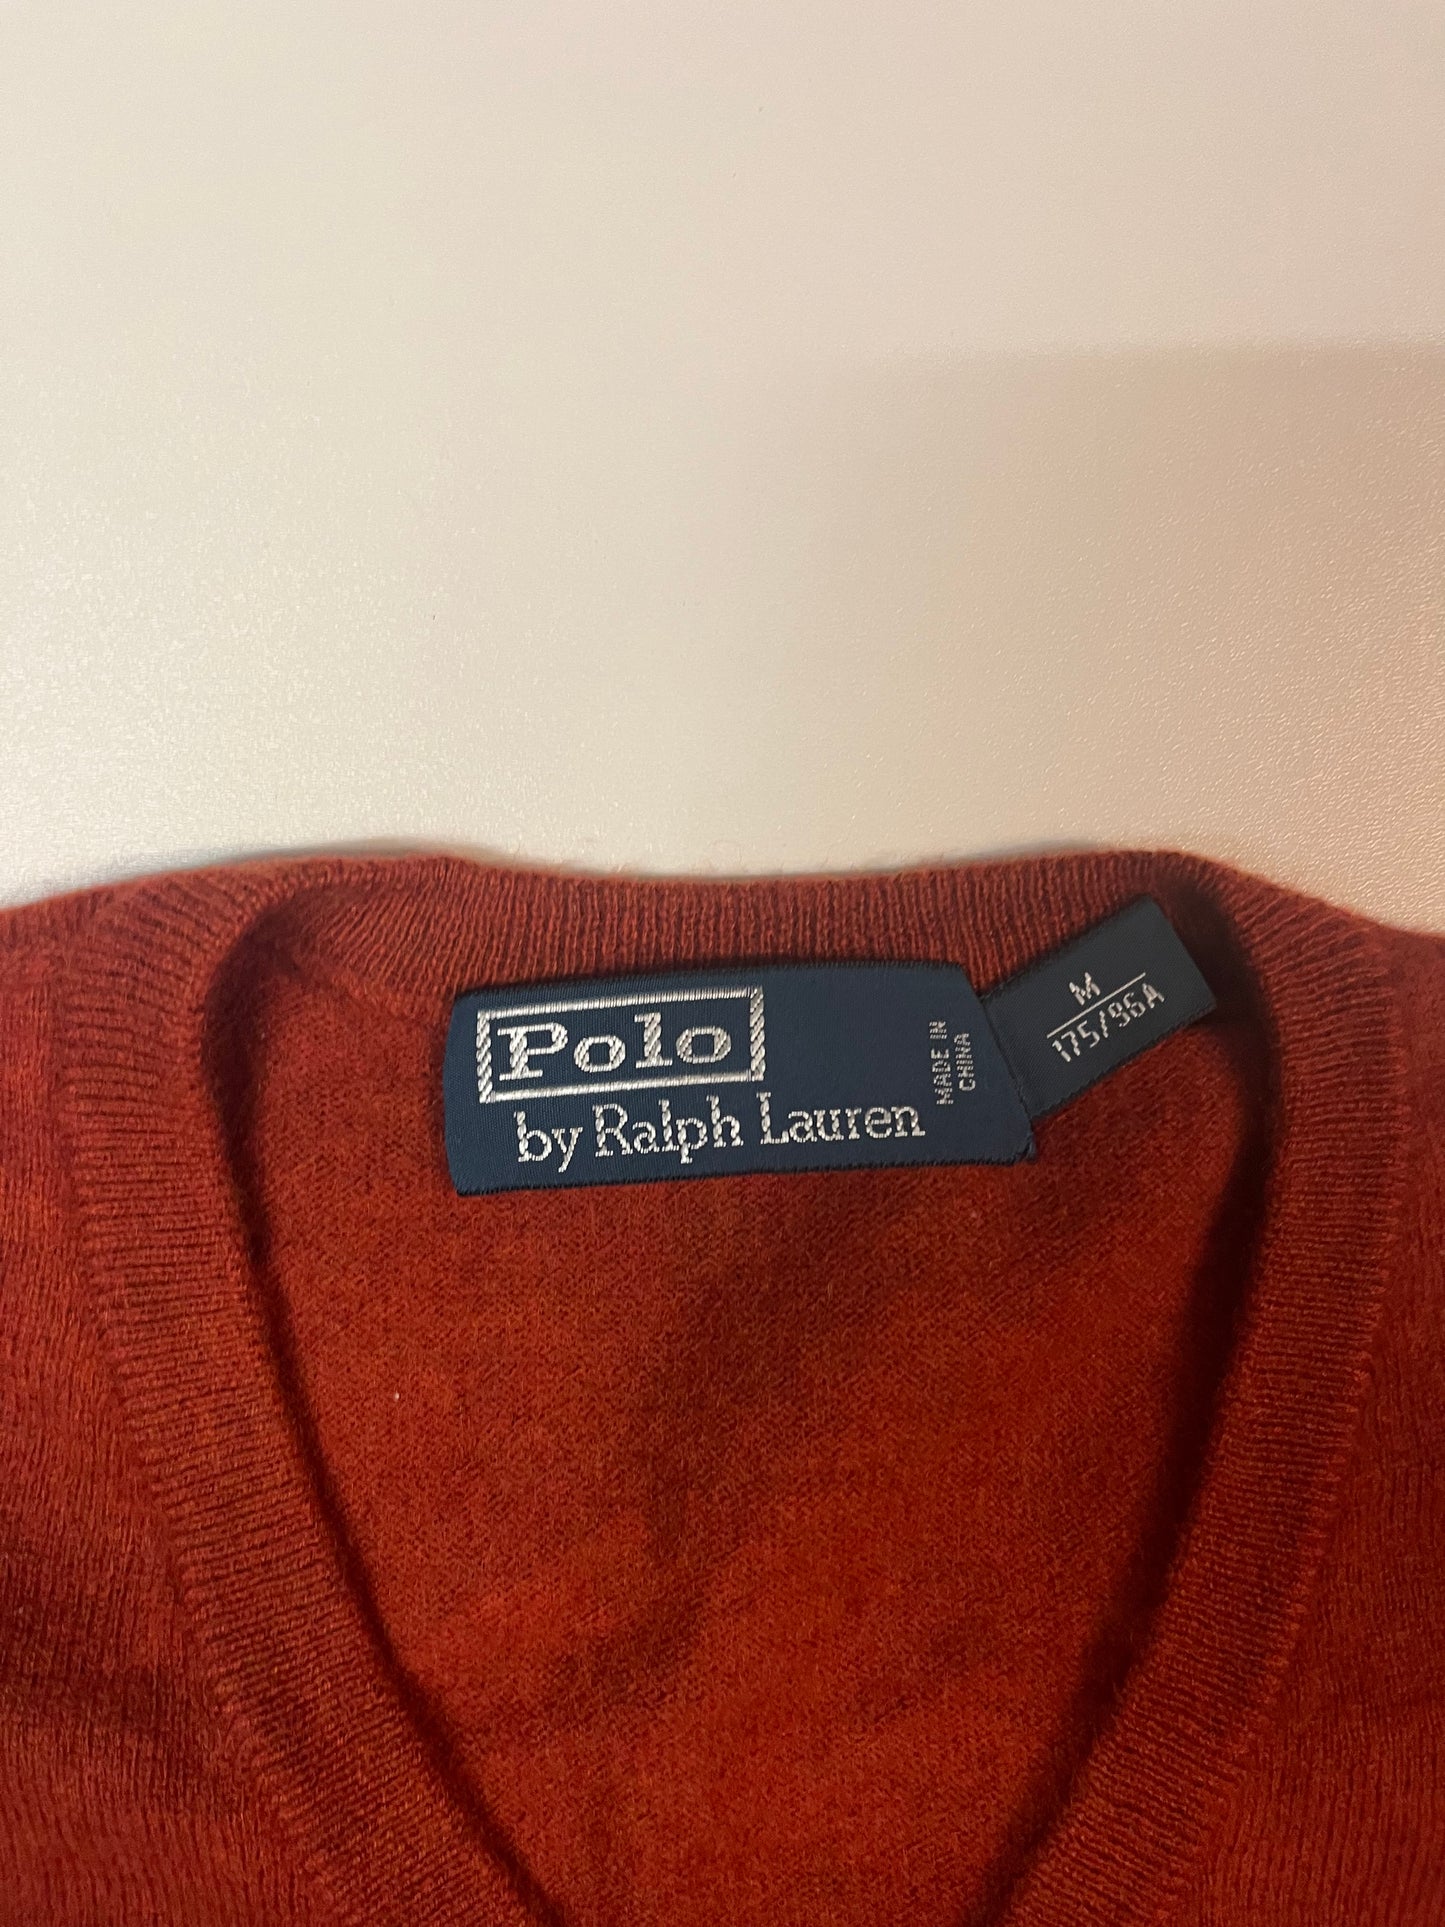 Polo
by Ralph Lauren
MADE IN
CHINA
M
175/96A